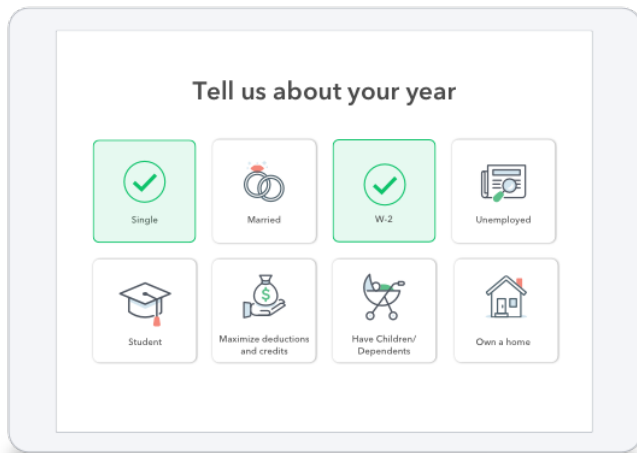 Tell us about your year
Single
Married
W-2
Unemployed
Student
Maximize deductions
and credits
Have Children/
Dependents
Own a home
$